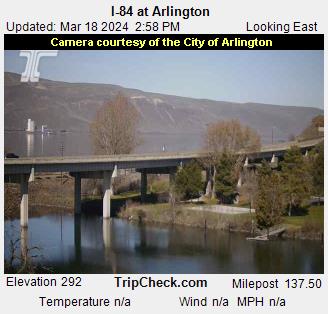 I-84 at Arlington
Updated: Mar 18 2024 2:58 PM Looking East
Camera courtesy of the City of Arlington
Elevation 292 TripCheck.com Milepost 137.50
Temperature n/a Wind n/a MPH n/a